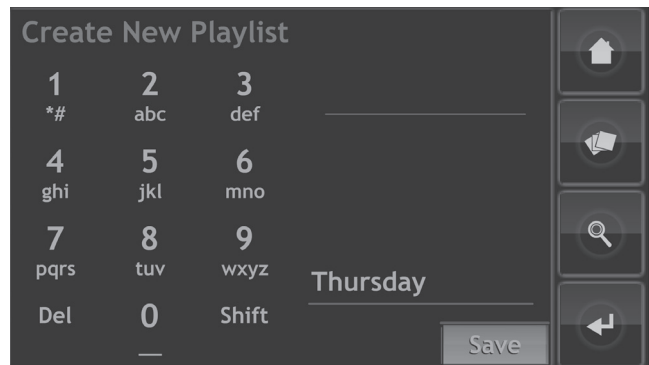 Create New Playlist
1 2 3
*# abc def
4 5 6
ghi jkl mno
7 8 9
pqrs tuv wxyz
Thursday
Del 0 Shift
_
Save